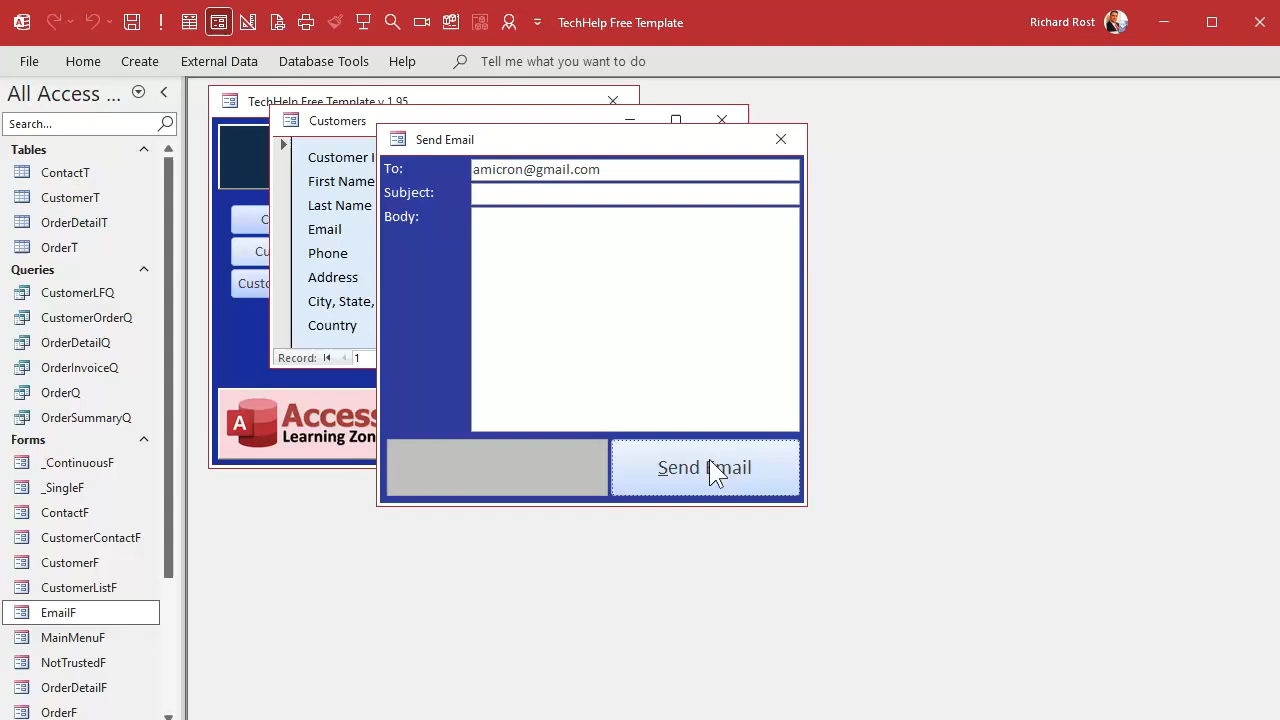 TechHelp Free Template
Richard Rost
File
Home
Create
External Data
Database Tools
Help
Tell me what you want to do
All Access ...
Search...
Tables
ContactT
CustomerT
OrderDetailT
OrderT
Queries
CustomerLFQ
CustomerOrderQ
OrderDetailQ
OrderInvoiceQ
OrderQ
OrderSummaryQ
Forms
_ContinuousF
_SingleF
ContactF
CustomerContactF
CustomerF
CustomerListF
EmailF
MainMenuF
NotTrustedF
OrderDetailF
OrderF
TechHelp Free Template v 1.95
C
Cu
Custo
A Access
Learning Zon
Customers
Customer I
First Name
Last Name
Email
Phone
Address
City, State,
Country
Record: 1
Send Email
To: amicron@gmail.com
Subject:
Body:
Send Email